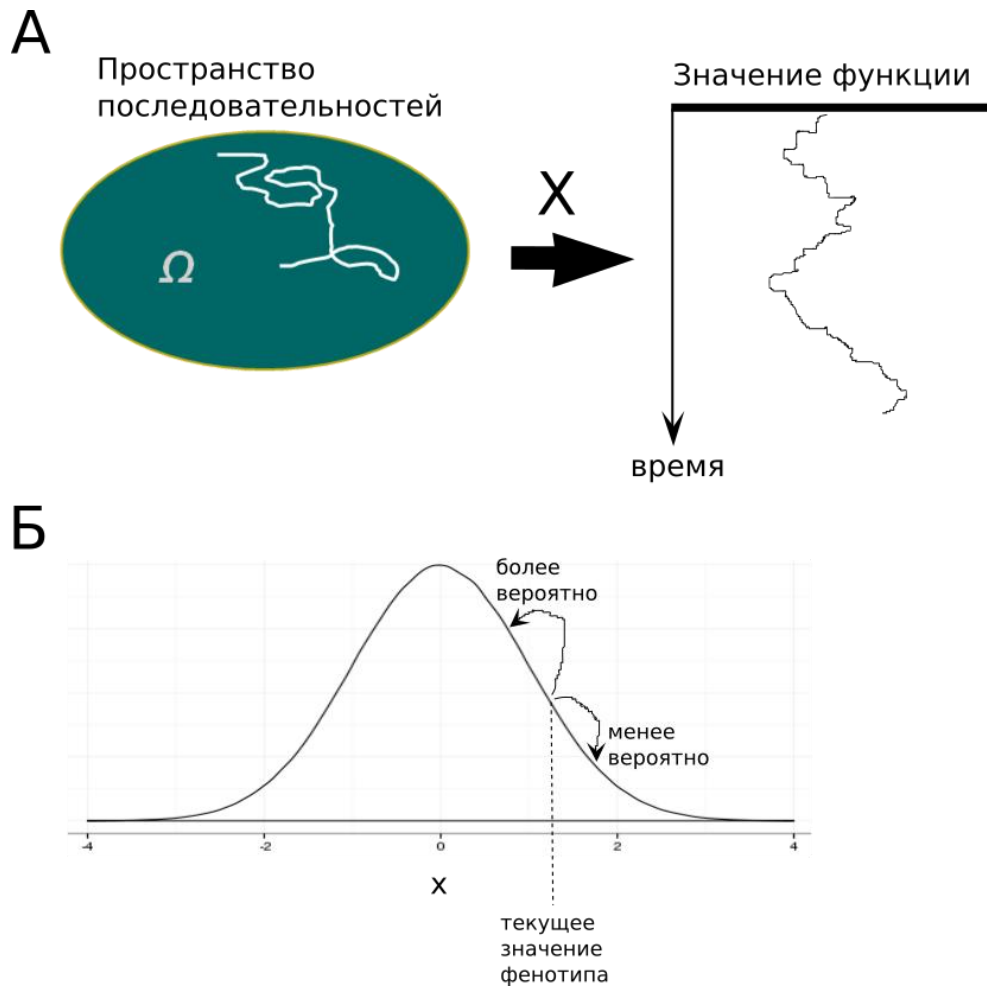 А
Пространство
последовательностей
Значение функции
Ω
X
время
Б
более
вероятно
менее
вероятно
-4 -2 0 2 4
x
текущее
значение
фенотипа